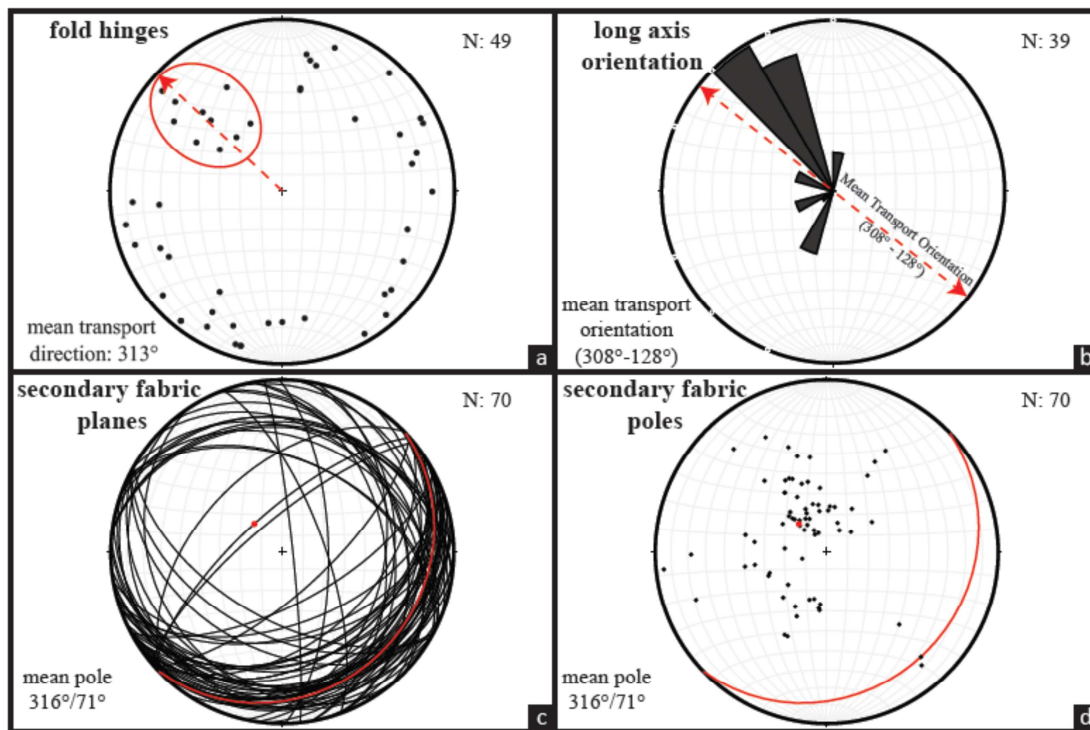 fold hinges
N: 49
mean transport
direction: 313°
a
long axis
orientation
N: 39
Mean Transport Orientation
(308° - 128°)
mean transport
orientation
(308°-128°)
b
secondary fabric
planes
N: 70
mean pole
316°/71°
c
secondary fabric
poles
N: 70
mean pole
316°/71°
d